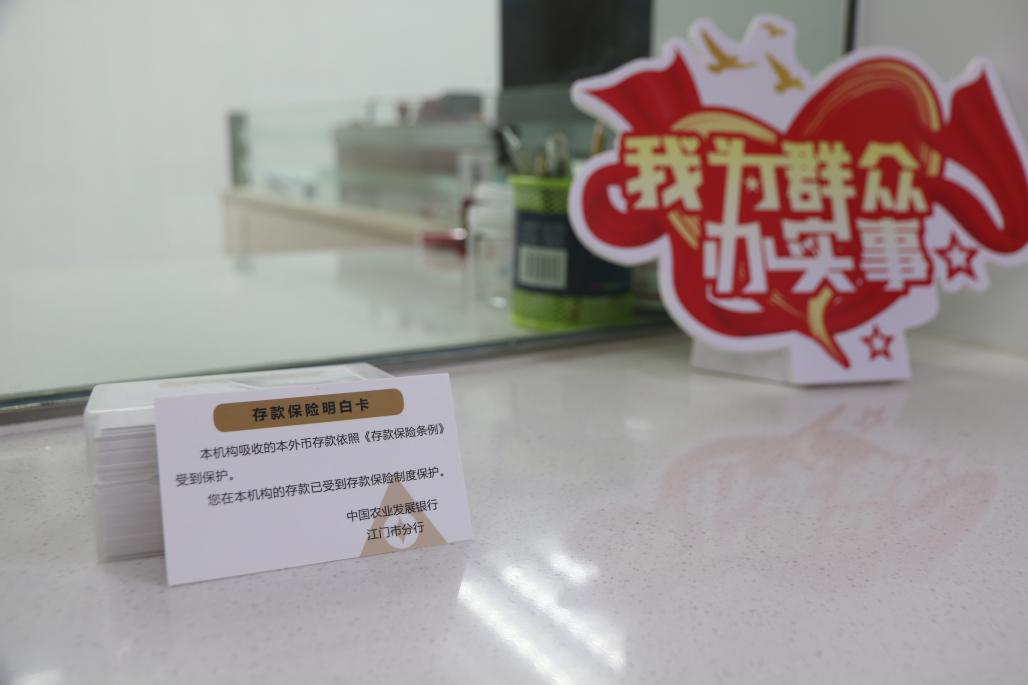 我为群众
办实事
存款保险明白卡
本机构吸收的本外币存款依照《存款保险条例》
受到保护。
您在本机构的存款已受到存款保险制度保护。
中国农业发展银行
江门市分行